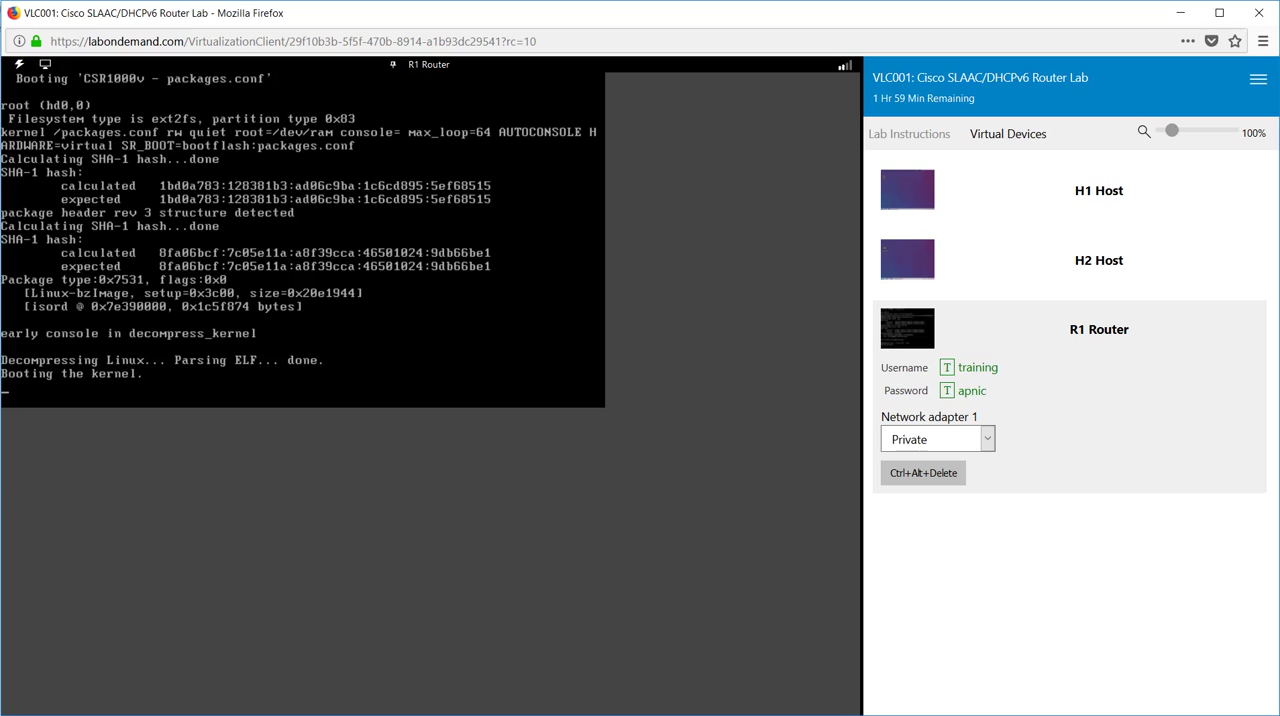 VLC001: Cisco SLAAC/DHCPv6 Router Lab - Mozilla Firefox
https://labondemand.com/VirtualizationClient/29f10b3b-5f5f-470b-8914-a1b93dc29541?rc=10
R1 Router
Booting 'CSR1000v - packages.conf'
root (hd0,0)
Filesystem type is ext2fs, partition type 0x83
kernel /packages.conf rw quiet root=/dev/ram console= max_loop=64 AUTOCONSOLE H
ARDWARE=virtual SR_BOOT=bootflash:packages.conf
Calculating SHA-1 hash...done
SHA-1 hash:
calculated 1bd0a783:128381b3:ad06c9ba:1c6cd895:5ef68515
expected 1bd0a783:128381b3:ad06c9ba:1c6cd895:5ef68515
package header rev 3 structure detected
Calculating SHA-1 hash...done
SHA-1 hash:
calculated 8fa06bcf:7c05e11a:a8f39cca:46501024:9db66be1
expected 8fa06bcf:7c05e11a:a8f39cca:46501024:9db66be1
Package type:0x7531, flags:0x0
[Linux-bzImage, setup=0x3c00, size=0x20e1944]
[isord @ 0x7e390000, 0x1c5f874 bytes]
early console in decompress_kernel
Decompressing Linux... Parsing ELF... done.
Booting the kernel.
VLC001: Cisco SLAAC/DHCPv6 Router Lab
1 Hr 59 Min Remaining
Lab Instructions Virtual Devices 100%
H1 Host
H2 Host
R1 Router
Username T training
Password T apnic
Network adapter 1
Private
Ctrl+Alt+Delete